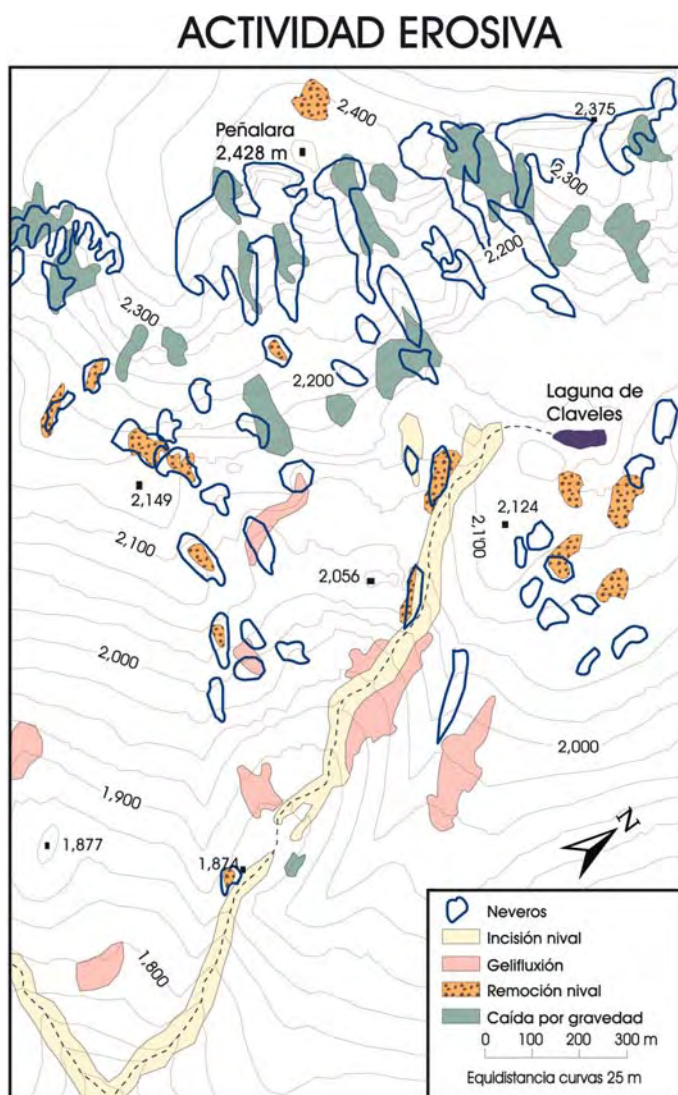 ACTIVIDAD EROSIVA
2,400
2,375
Peñalara
2,428 m
2,300
2,200
2,300
2,200
Laguna de
Claveles
2,149
2,124
2,100
2,100
2,056
2,000
2,000
1,900
1,877
1,874
1,800
N
Neveros
Incisión nival
Gelifluxión
Remoción nival
Caída por gravedad
0 100 200 300 m
Equidistancia curvas 25 m